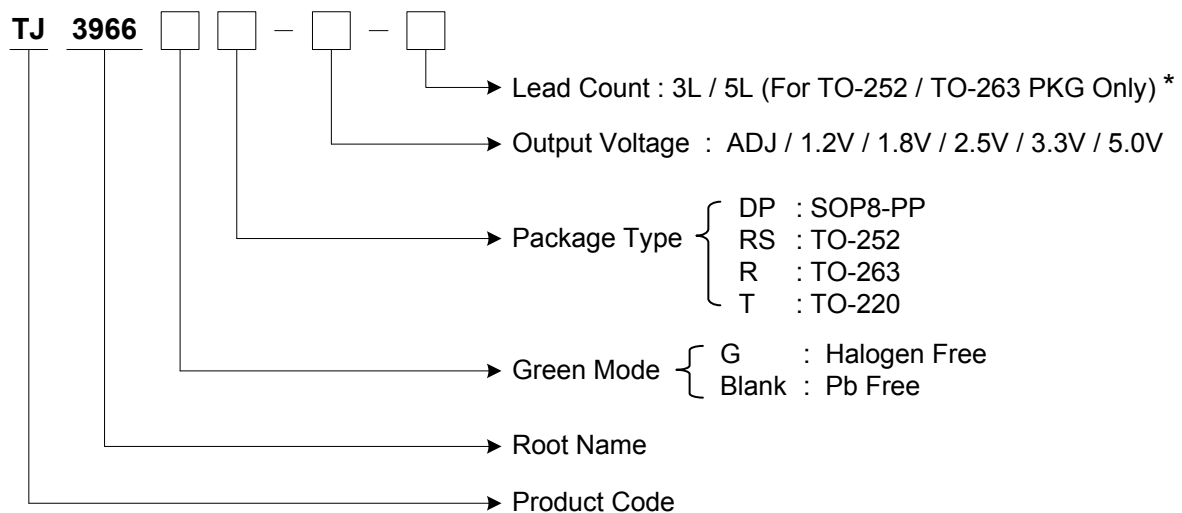 TJ 3966 – –
Lead Count : 3L / 5L (For TO-252 / TO-263 PKG Only) *
Output Voltage : ADJ / 1.2V / 1.8V / 2.5V / 3.3V / 5.0V
Package Type
DP : SOP8-PP
RS : TO-252
R : TO-263
T : TO-220
Green Mode
G : Halogen Free
Blank : Pb Free
Root Name
Product Code